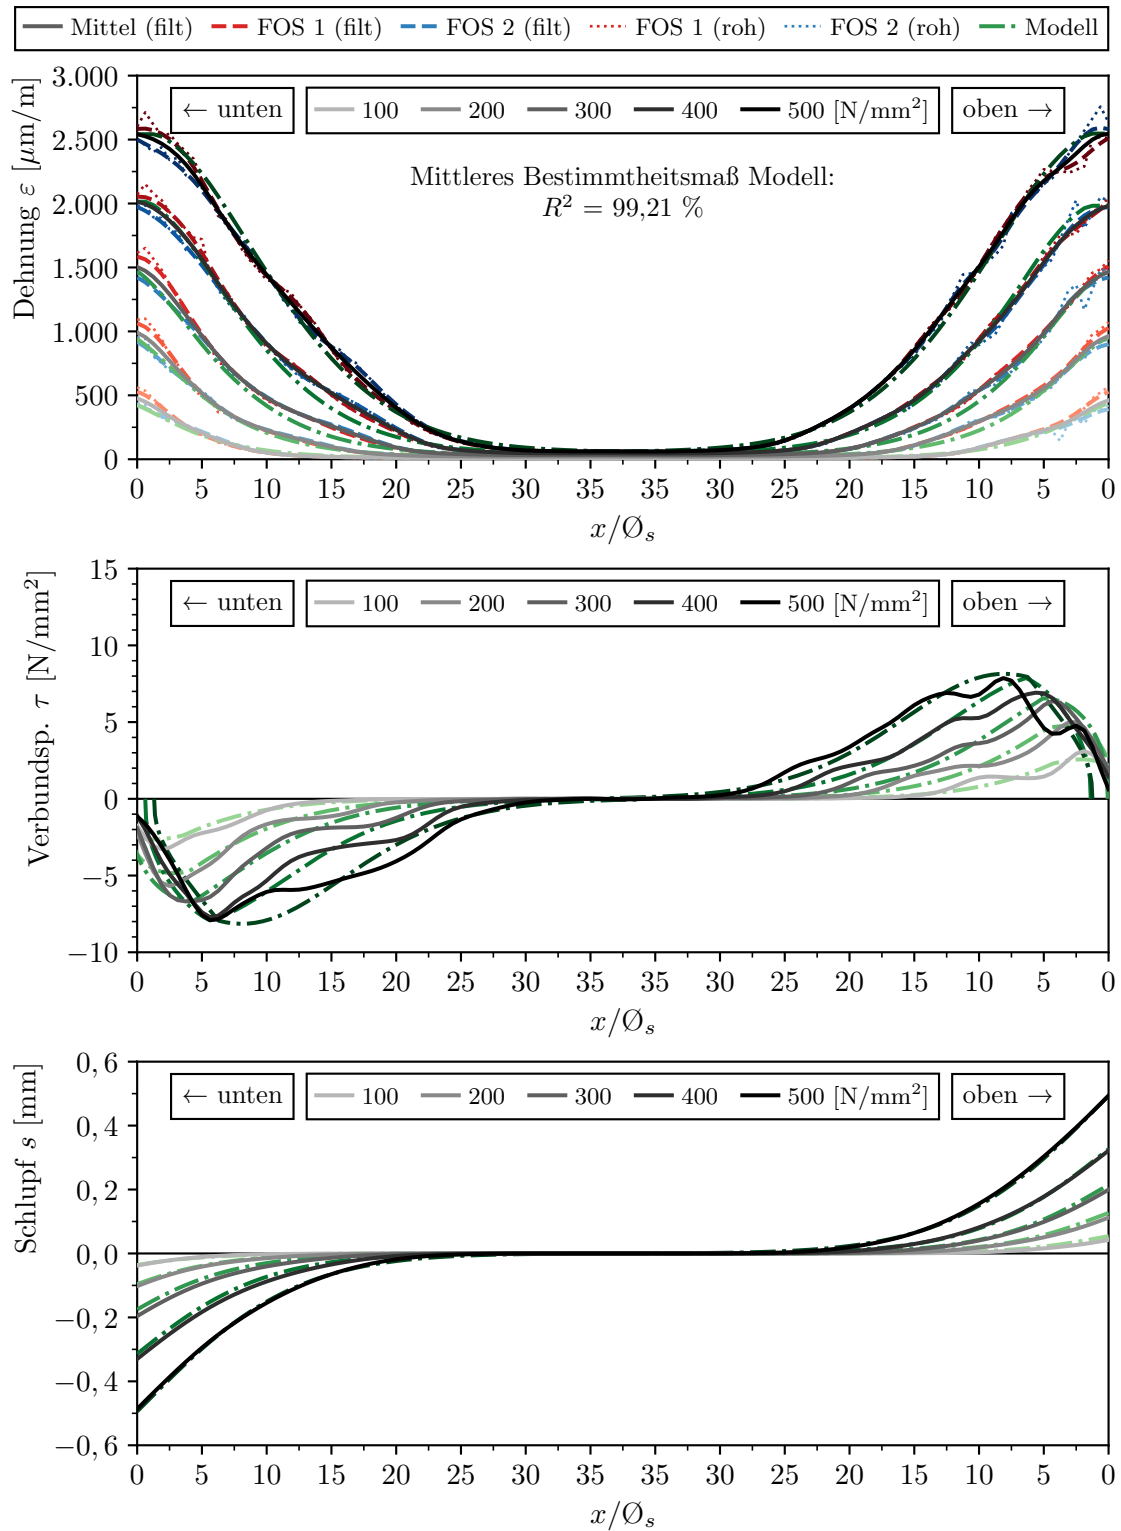 Mittel (filt) FOS 1 (filt) FOS 2 (filt) FOS 1 (roh) FOS 2 (roh) Modell
Dehnung ε [μm/m]
3.000
2.500
2.000
1.500
1.000
500
0
← unten
100 200 300 400 500 [N/mm²]
oben →
Mittleres Bestimmtheitsmaß Modell:
R² = 99,21 %
0 5 10 15 20 25 30 35 35 30 25 20 15 10 5 0
x/Ø_s
Verbundsp. τ [N/mm²]
15
10
5
0
−5
−10
← unten
100 200 300 400 500 [N/mm²]
oben →
0 5 10 15 20 25 30 35 30 25 20 15 10 5 0
x/Ø_s
Schlupf s [mm]
0,6
0,4
0,2
0,0
−0,2
−0,4
−0,6
← unten
100 200 300 400 500 [N/mm²]
oben →
0 5 10 15 20 25 30 35 30 25 20 15 10 5 0
x/Ø_s